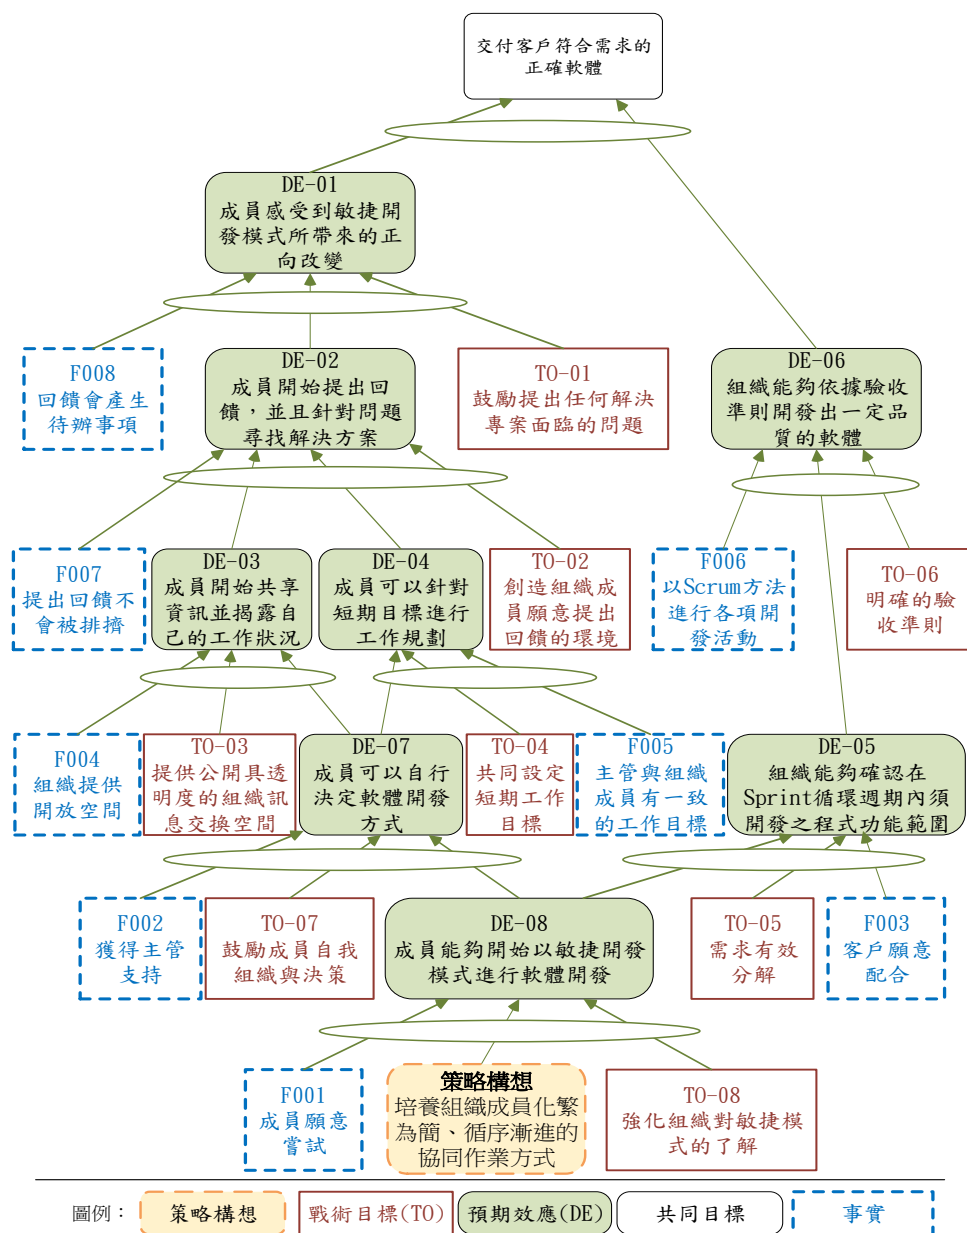 交付客戶符合需求的
正確軟體
DE-01
成員感受到敏捷開
發模式所帶來的正
向改變
F008
回饋會產生
待辦事項
DE-02
成員開始提出回
饋，並且針對問題
尋找解決方案
TO-01
鼓勵提出任何解決
專案面臨的問題
DE-06
組織能夠依據驗收
準則開發出一定品
質的軟體
F007
提出回饋不
會被排擠
DE-03
成員開始共享
資訊並揭露自
己的工作狀況
DE-04
成員可以針對
短期目標進行
工作規劃
TO-02
創造組織成
員願意提出
回饋的環境
F006
以Scrum方法
進行各項開
發活動
TO-06
明確的驗
收準則
F004
組織提供
開放空間
TO-03
提供公開具透
明度的組織訊
息交換空間
DE-07
成員可以自行
決定軟體開發
方式
TO-04
共同設定
短期工作
目標
F005
主管與組織
成員有一致
的工作目標
DE-05
組織能夠確認在
Sprint循環週期內須
開發之程式功能範圍
F002
獲得主管
支持
TO-07
鼓勵成員自我
組織與決策
DE-08
成員能夠開始以敏捷開發
模式進行軟體開發
TO-05
需求有效
分解
F003
客戶願意
配合
F001
成員願意
嘗試
策略構想
培養組織成員化繁
為簡、循序漸進的
協同作業方式
TO-08
強化組織對敏捷模
式的了解
圖例：
策略構想
戰術目標(TO)
預期效應(DE)
共同目標
事實